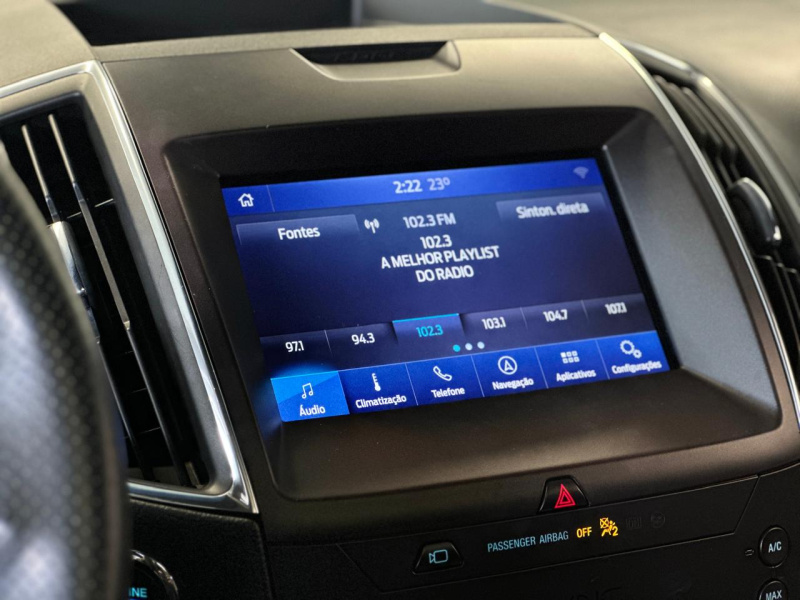 2:22 23°
Fontes
102.3 FM
Sinton. direta
102.3
A MELHOR PLAYLIST
DO RADIO
97.1 94.3 102.3 103.1 104.7 107.1
Áudio Climatização Telefone Navegação Aplicativos Configurações
PASSENGER AIRBAG OFF 2
A/C
MAX